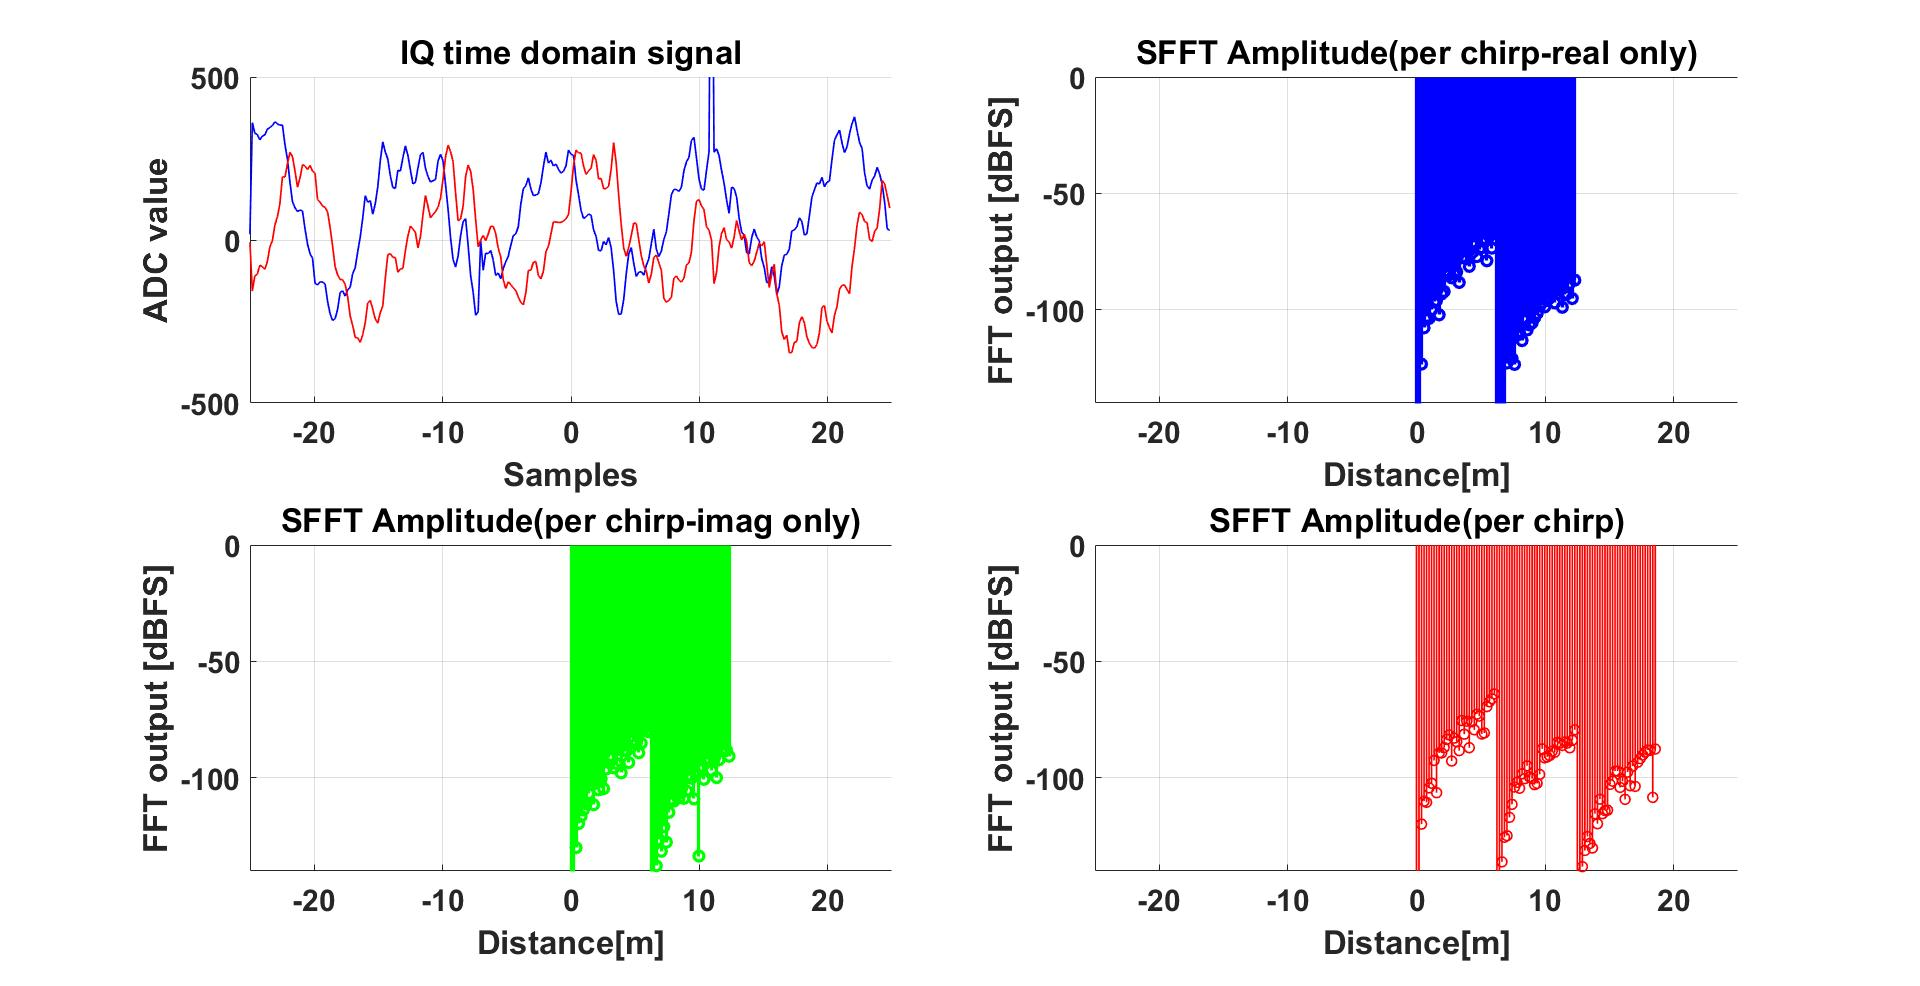 IQ time domain signal
500
0
-500
ADC value
-20 -10 0 10 20
Samples
SFFT Amplitude(per chirp-real only)
0
-50
-100
FFT output [dBFS]
-20 -10 0 10 20
Distance[m]
SFFT Amplitude(per chirp-imag only)
0
-50
-100
FFT output [dBFS]
-20 -10 0 10 20
Distance[m]
SFFT Amplitude(per chirp)
0
-50
-100
FFT output [dBFS]
-20 -10 0 10 20
Distance[m]